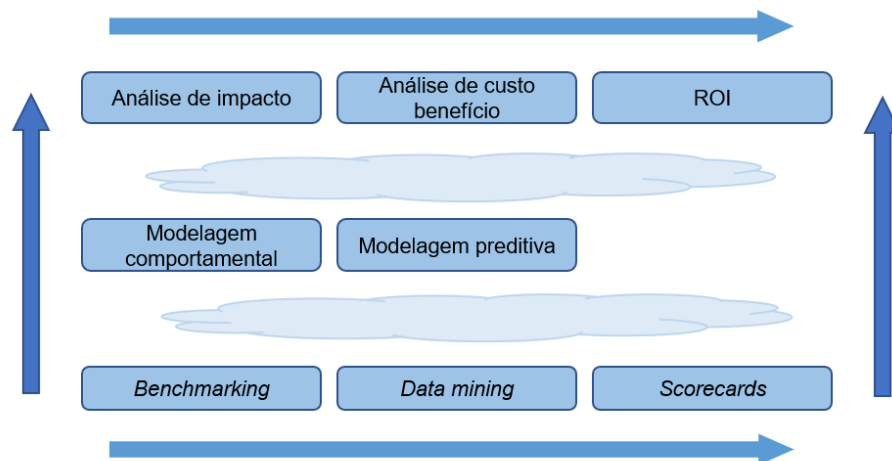 Análise de impacto
Análise de custo
benefício
ROI
Modelagem
comportamental
Modelagem preditiva
Benchmarking
Data mining
Scorecards